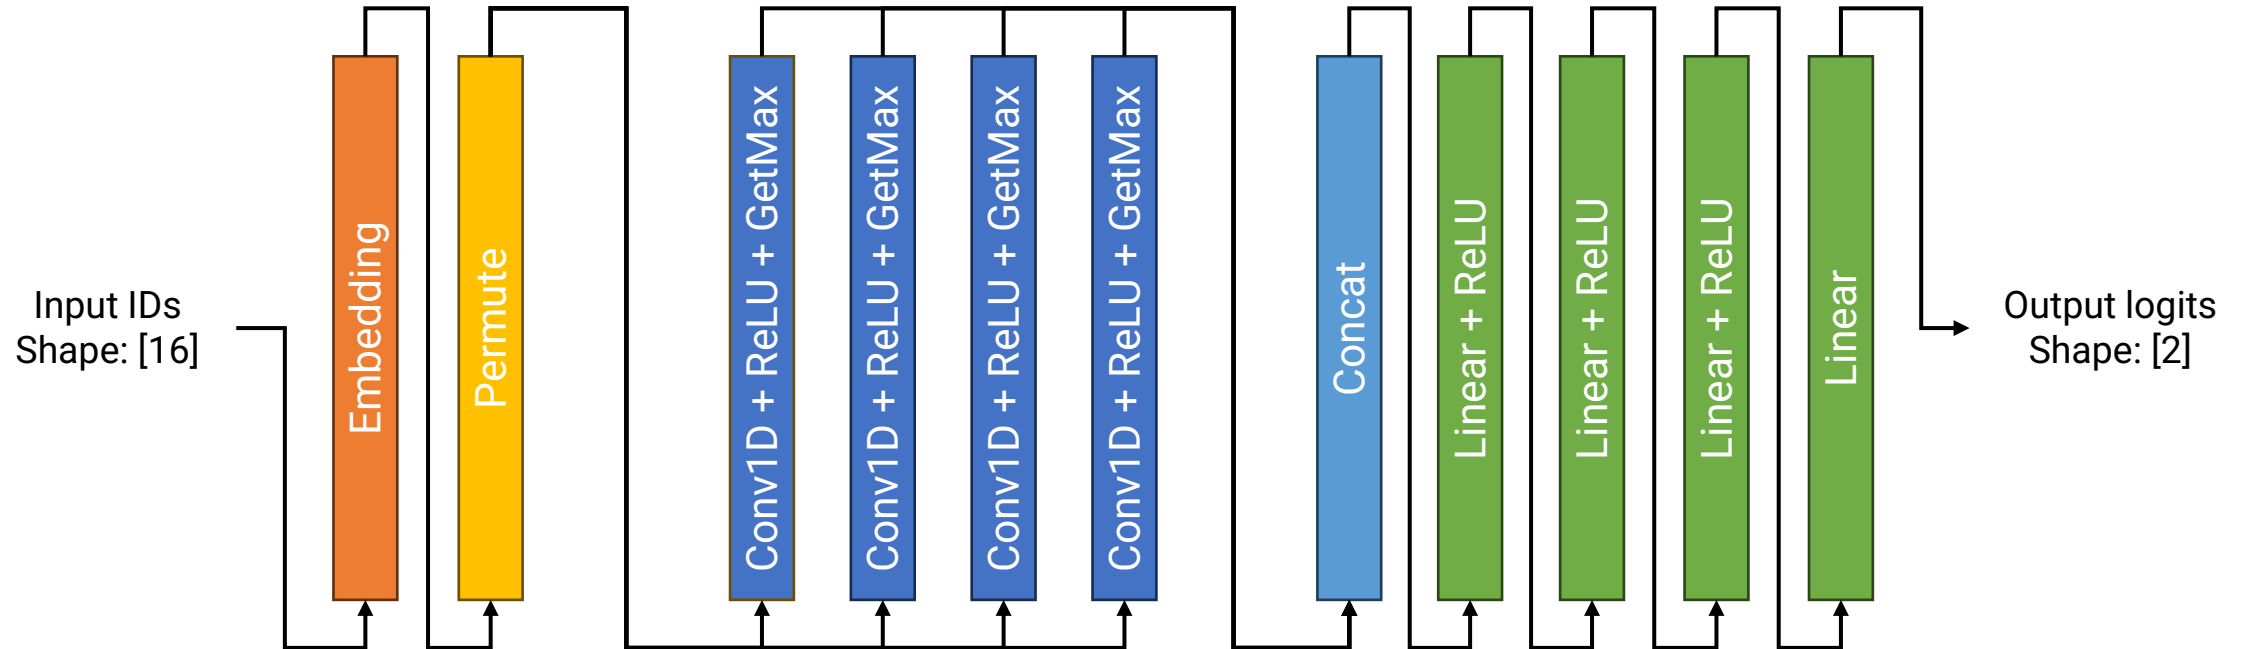 Input IDs
Shape: [16]
Embedding
Permute
Conv1D + ReLU + GetMax
Conv1D + ReLU + GetMax
Conv1D + ReLU + GetMax
Conv1D + ReLU + GetMax
Concat
Linear + ReLU
Linear + ReLU
Linear + ReLU
Linear
Output logits
Shape: [2]